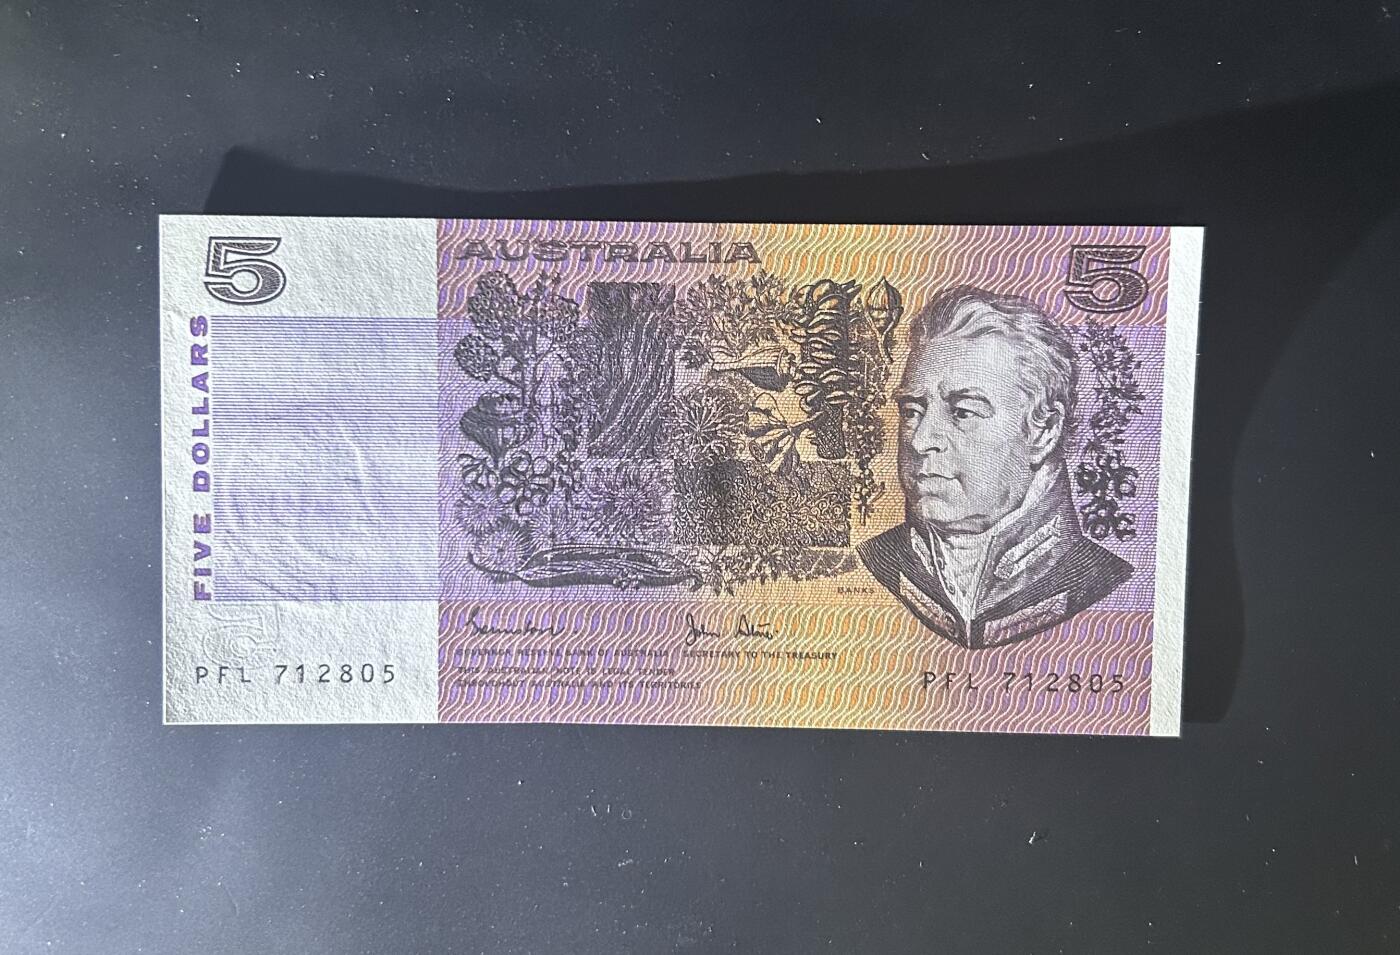 5
AUSTRALIA
5
FIVE DOLLARS
BANKS
GOVERNOR RESERVE BANK OF AUSTRALIA
SECRETARY TO THE TREASURY
THIS AUSTRALIAN NOTE IS LEGAL TENDER
THROUGHOUT AUSTRALIA AND ITS TERRITORIES
PFL 712805
PFL 712805